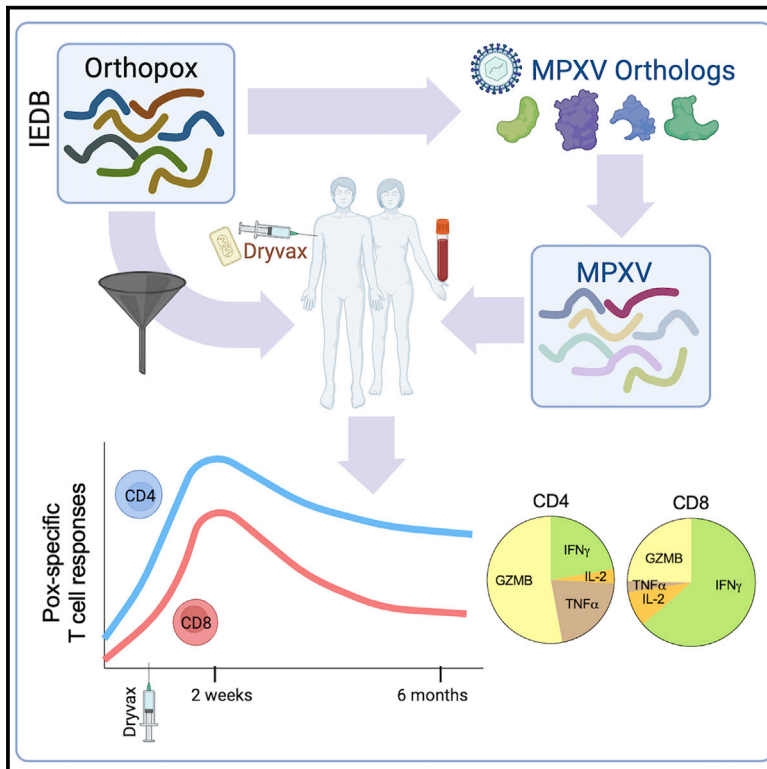 IEDB
Orthopox
MPXV Orthologs
Dryvax
MPXV
Pox-specific
T cell responses
CD4
CD8
Dryvax
2 weeks
6 months
CD4
GZMB
IFNγ
IL-2
TNFα
CD8
GZMB
TNFα
IL-2
IFNγ